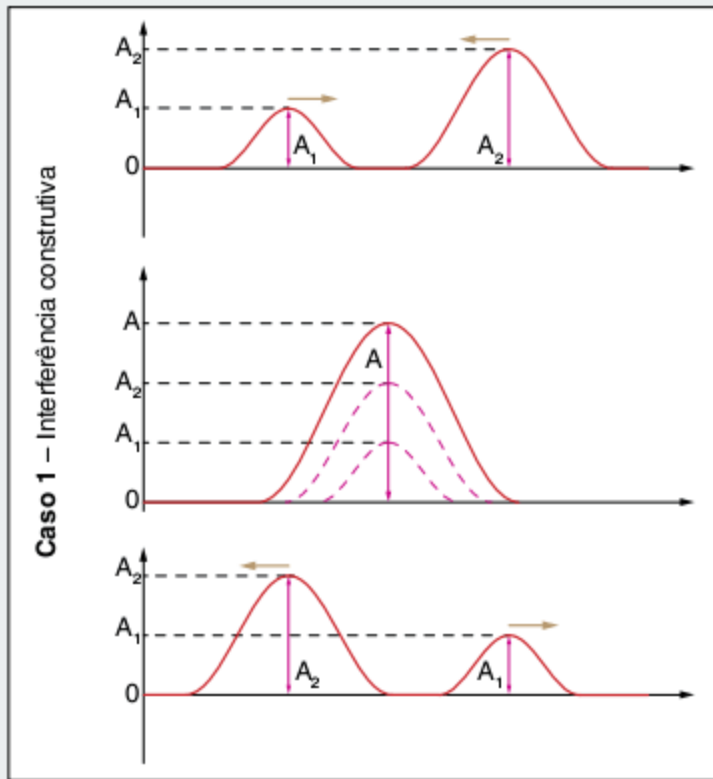 Caso 1 – Interferência construtiva
A₂
A₁
0
A₁
A₂
A
A₂
A₁
0
A
A₂
A₁
0
A₂
A₁